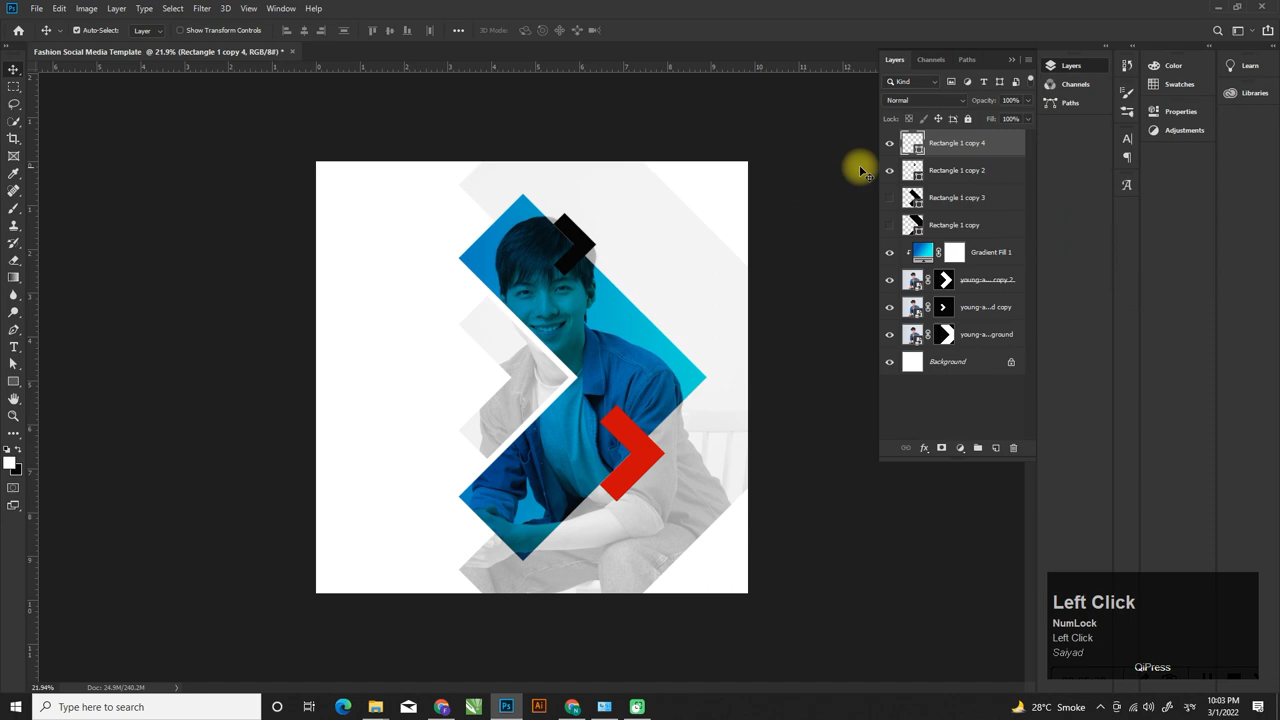 Ps File Edit Image Layer Type Select Filter 3D View Window Help
Auto-Select: Layer Show Transform Controls 3D Mode:
Fashion Social Media Template @ 21.9% (Rectangle 1 copy 4, RGB/8#) *
Layers Channels Paths
Kind
Normal Opacity: 100%
Lock: Fill: 100%
Rectangle 1 copy 4
Rectangle 1 copy 2
Rectangle 1 copy 3
Rectangle 1 copy
Gradient Fill 1
young-a... copy 2
young-a...d copy
young-a...ground
Background
Layers
Channels
Paths
Color
Swatches
Properties
Adjustments
Learn
Libraries
Left Click
NumLock
Left Click
Saiyad
QiPress
21.94% Doc: 24.9M/240.2M
Type here to search
28°C Smoke
10:03 PM
3/1/2022